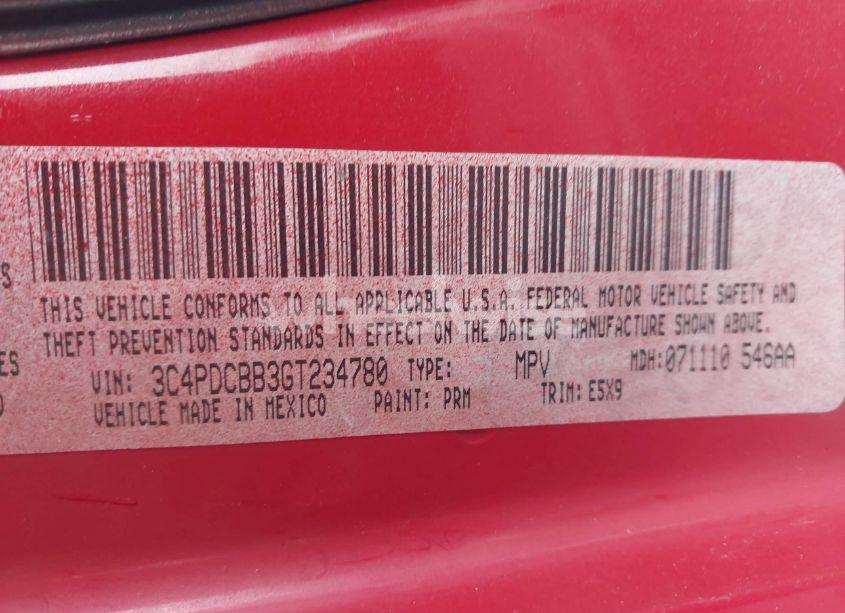 S
THIS VEHICLE CONFORMS TO ALL APPLICABLE U.S.A. FEDERAL MOTOR VEHICLE SAFETY AND
THEFT PREVENTION STANDARDS IN EFFECT ON THE DATE OF MANUFACTURE SHOWN ABOVE.
ES
VIN: 3C4PDCBB3GT234780 TYPE: MPV MDH: 071110 546AA
VEHICLE MADE IN MEXICO PAINT: PRM TRIM: E5X9